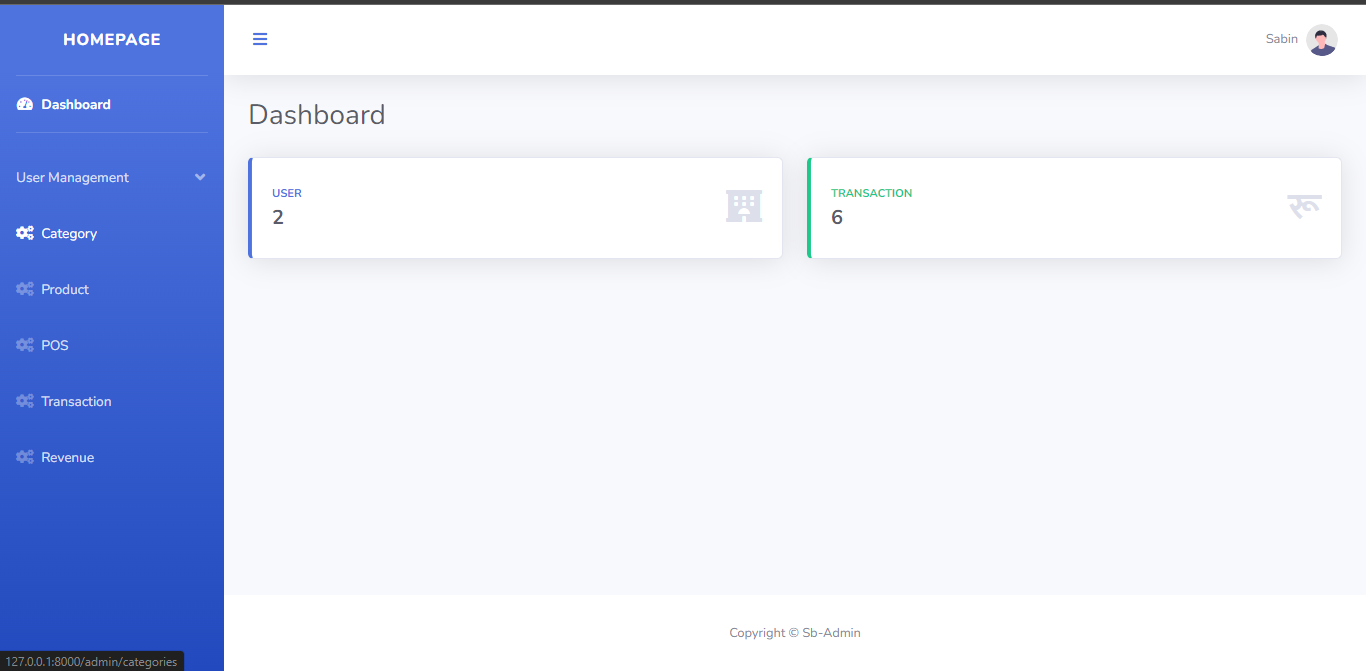 HOMEPAGE
Sabin
Dashboard
User Management
Category
Product
POS
Transaction
Revenue
Dashboard
USER
2
TRANSACTION
6
रू
Copyright © Sb-Admin
127.0.0.1:8000/admin/categories